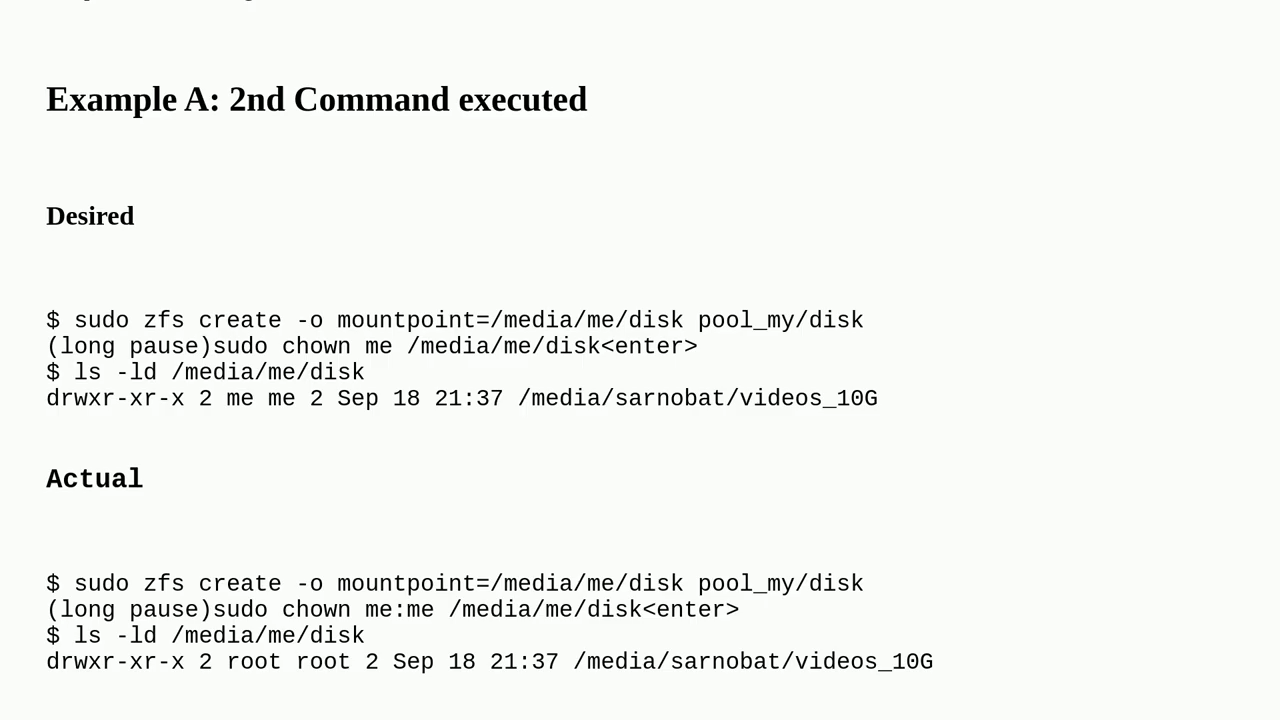 Example A: 2nd Command executed
Desired
$ sudo zfs create -o mountpoint=/media/me/disk pool_my/disk
(long pause)sudo chown me /media/me/disk<enter>
$ ls -ld /media/me/disk
drwxr-xr-x 2 me me 2 Sep 18 21:37 /media/sarnobat/videos_10G
Actual
$ sudo zfs create -o mountpoint=/media/me/disk pool_my/disk
(long pause)sudo chown me:me /media/me/disk<enter>
$ ls -ld /media/me/disk
drwxr-xr-x 2 root root 2 Sep 18 21:37 /media/sarnobat/videos_10G